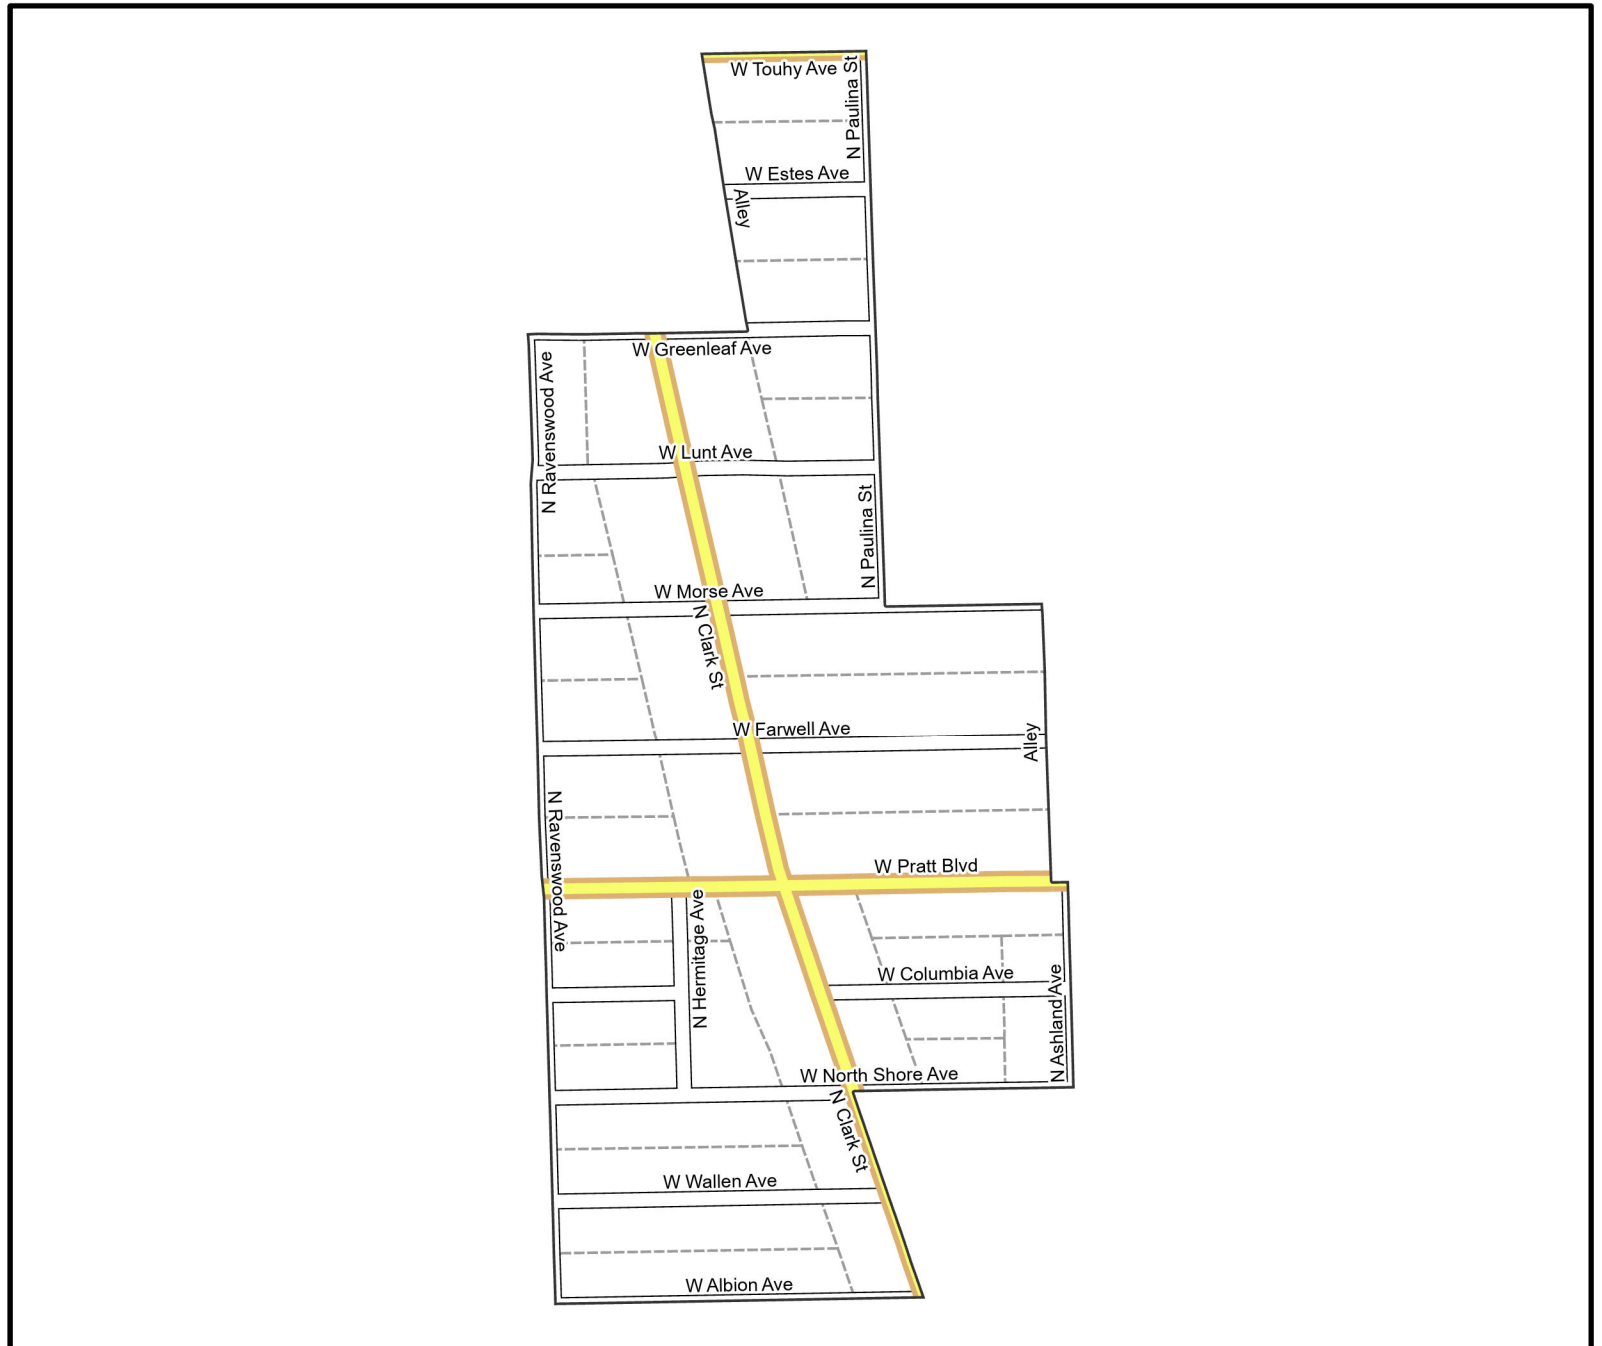 W Touhy Ave
N Paulina St
W Estes Ave
Alley
W Greenleaf Ave
N Ravenswood Ave
W Lunt Ave
N Paulina St
W Morse Ave
N Clark St
W Farwell Ave
Alley
N Ravenswood Ave
W Pratt Blvd
N Hermitage Ave
W Columbia Ave
N Ashland Ave
W North Shore Ave
N Clark St
W Wallen Ave
W Albion Ave